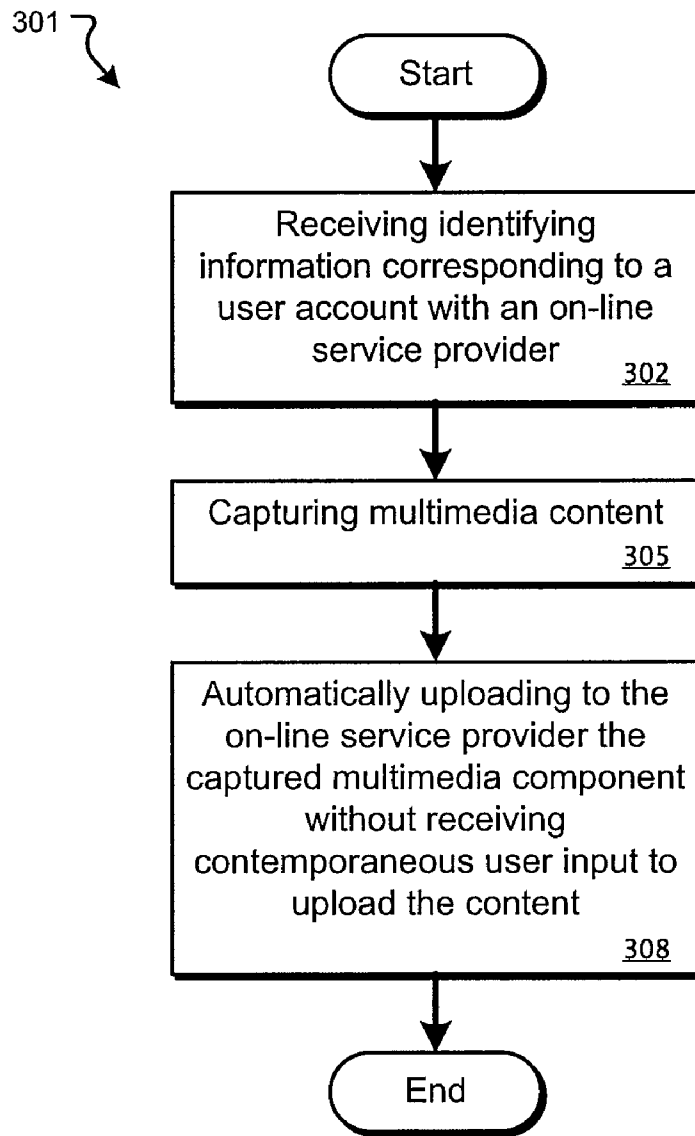 301
Start
Receiving identifying
information corresponding to a
user account with an on-line
service provider
302
Capturing multimedia content
305
Automatically uploading to the
on-line service provider the
captured multimedia component
without receiving
contemporaneous user input to
upload the content
308
End